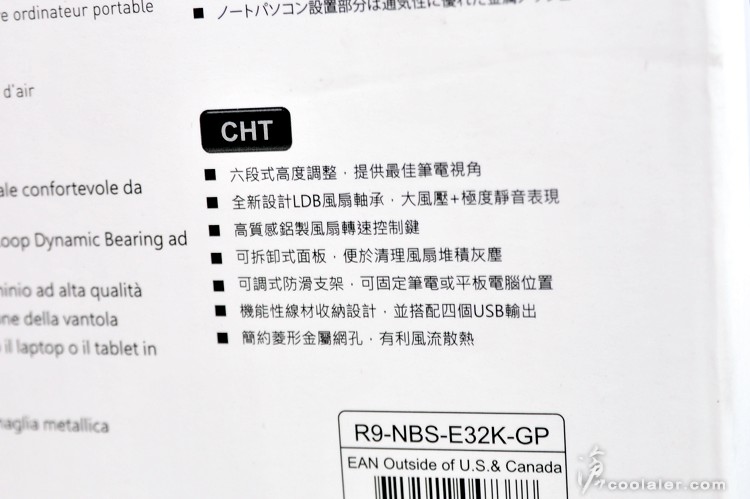 re ordinateur portable
■ ノートパソコン設置部分は通気性に優れた金属
d'air
CHT
■ 六段式高度調整，提供最佳筆電視角
■ 全新設計LDB風扇軸承，大風壓+極度靜音表現
■ 高質感鋁製風扇轉速控制鍵
■ 可拆卸式面板，便於清理風扇堆積灰塵
■ 可調式防滑支架，可固定筆電或平板電腦位置
■ 機能性線材收納設計，並搭配四個USB輸出
■ 簡約菱形金屬網孔，有利風流散熱
ale confortevole da
Loop Dynamic Bearing ad
minio ad alta qualità
ne della vantola
il laptop o il tablet in
maglia metallica
R9-NBS-E32K-GP
EAN Outside of U.S.& Canada
滄 coolaler.com